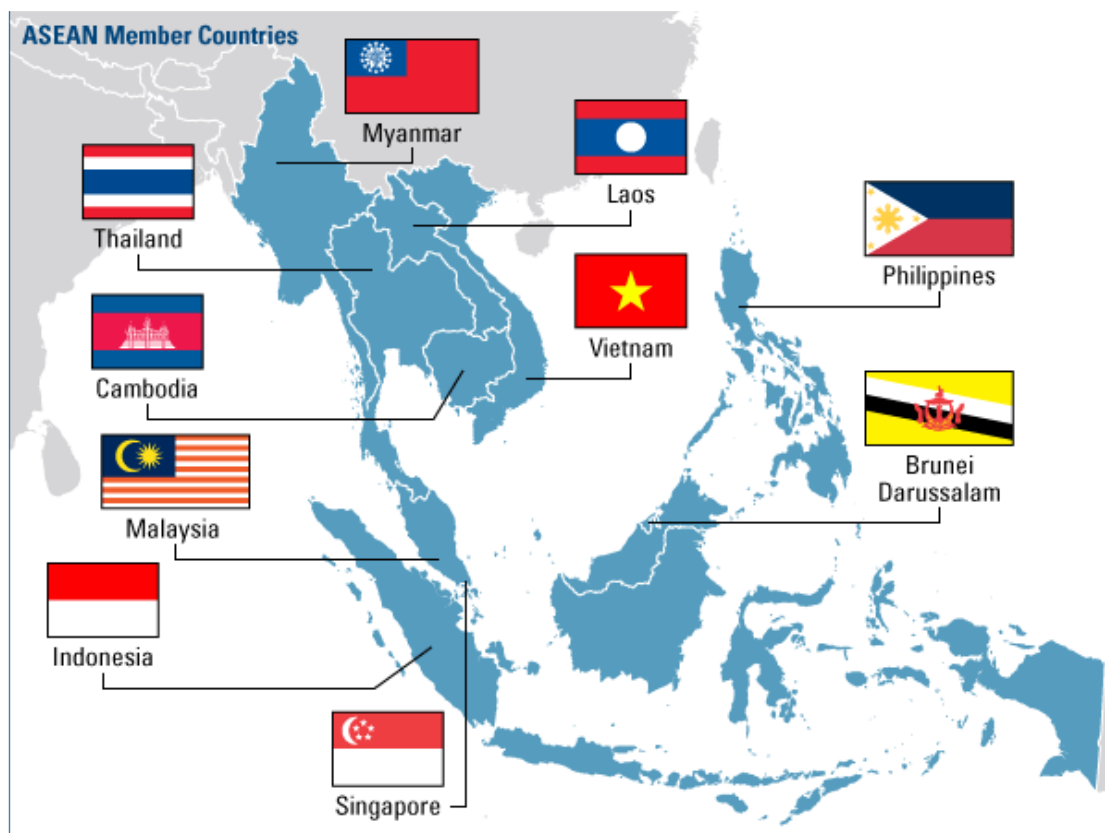 ASEAN Member Countries
Myanmar
Laos
Thailand
Philippines
Vietnam
Cambodia
Brunei
Darussalam
Malaysia
Indonesia
Singapore